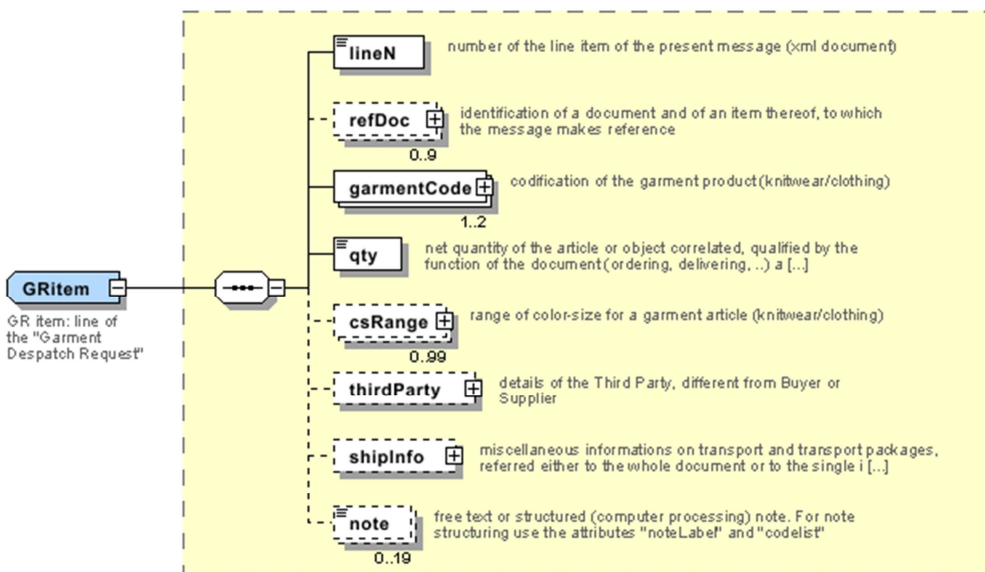 lineN
number of the line item of the present message (xml document)
refDoc
identification of a document and of an item thereof, to which
the message makes reference
0..9
garmentCode
codification of the garment product (knitwear/clothing)
1..2
qty
net quantity of the article or object correlated, qualified by the
function of the document (ordering, delivering, ..) a [...]
GRitem
GR item: line of
the "Garment
Despatch Request"
csRange
range of color-size for a garment article (knitwear/clothing)
0..99
thirdParty
details of the Third Party, different from Buyer or
Supplier
shipInfo
miscellaneous informations on transport and transport packages,
referred either to the whole document or to the single i [...]
note
free text or structured (computer processing) note. For note
structuring use the attributes "noteLabel" and "codelist"
0..19